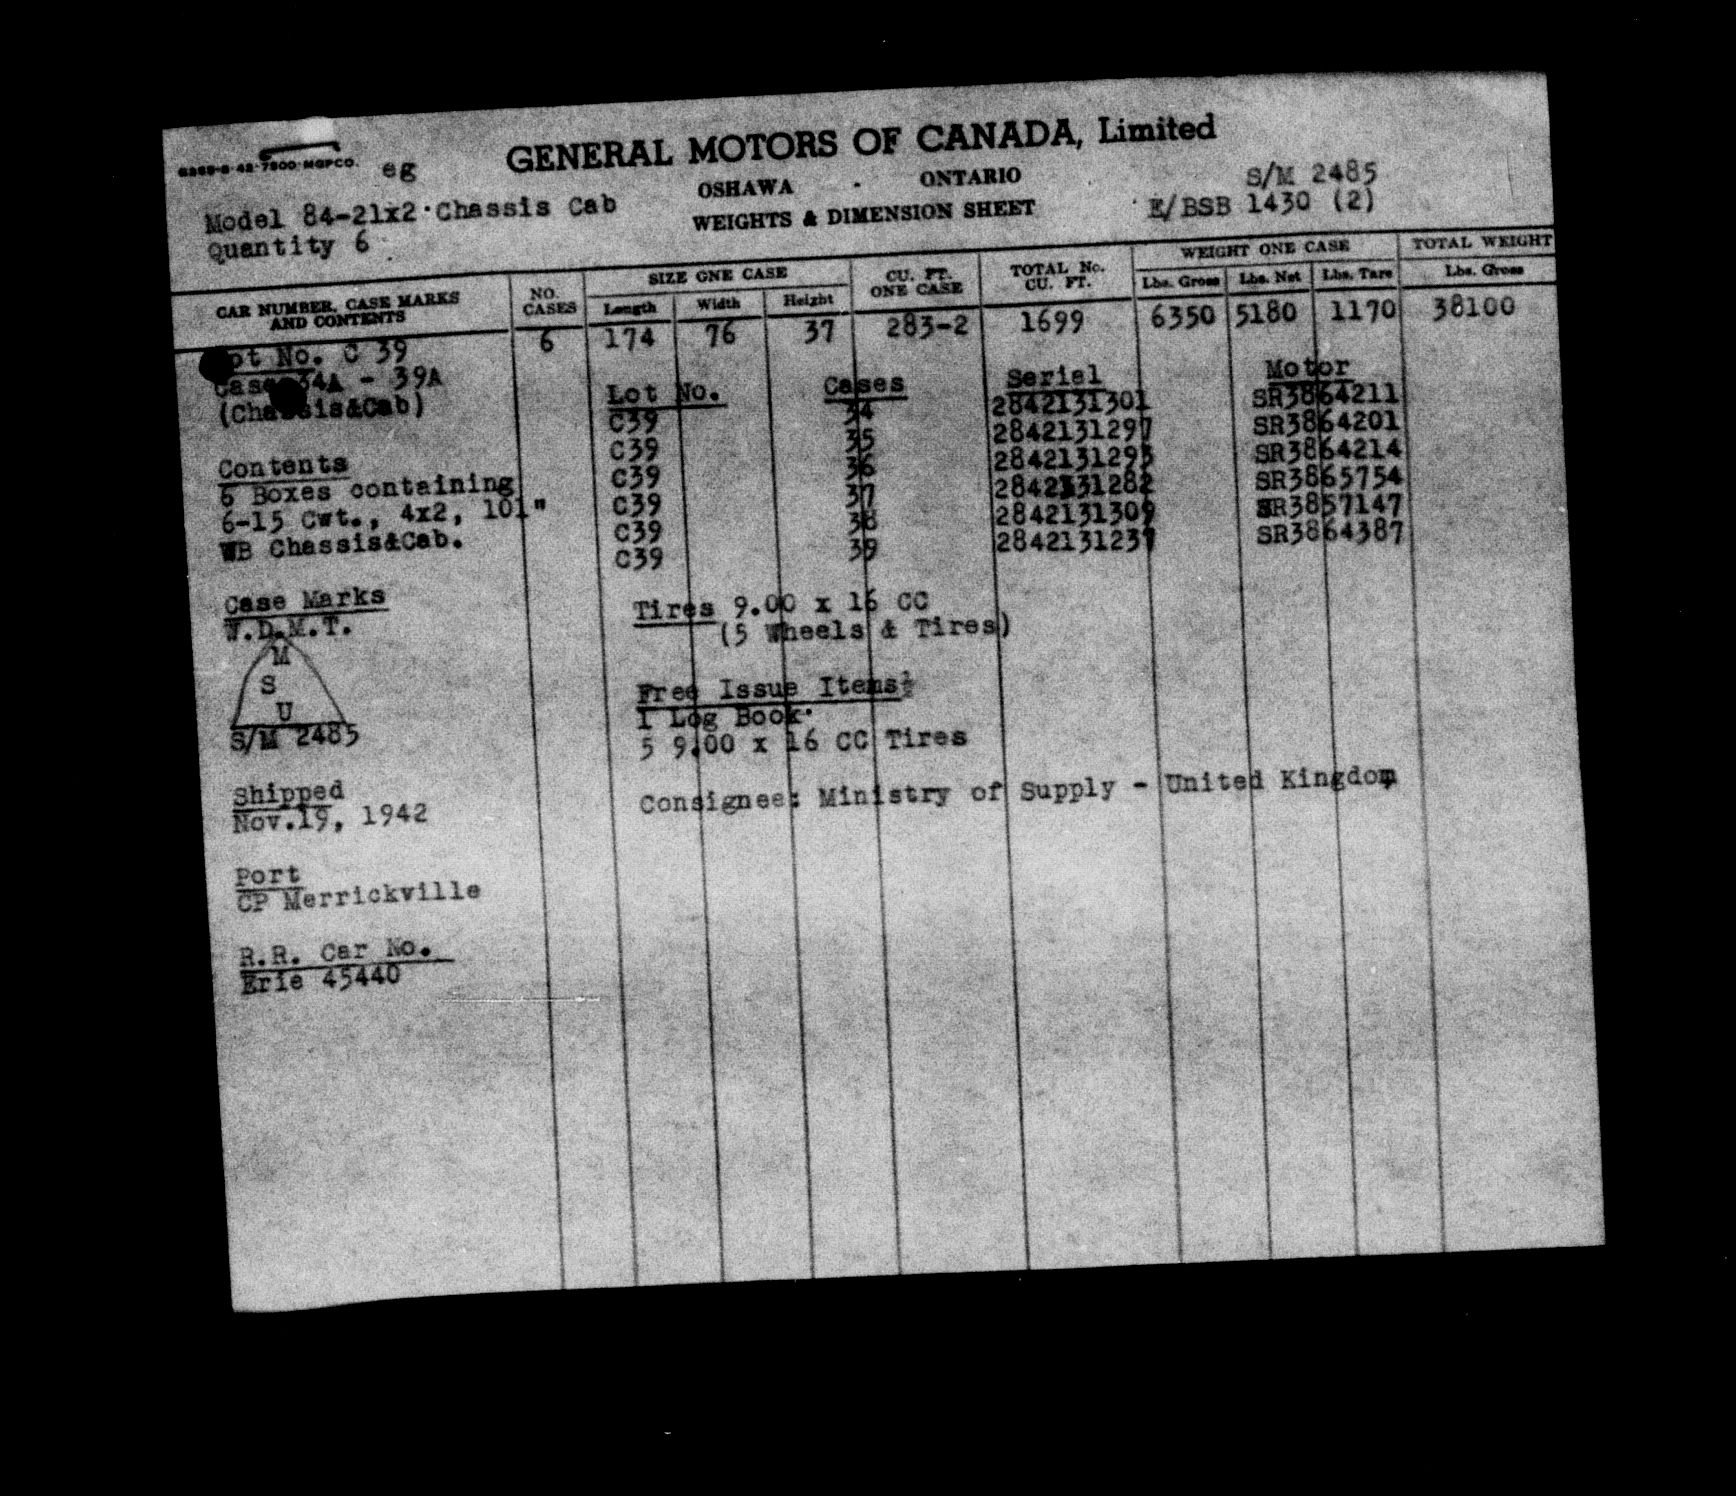 GENERAL MOTORS OF CANADA, Limited
eg
OSHAWA - ONTARIO
S/M 2485
Model 84-21x2 Chassis Cab
WEIGHTS & DIMENSION SHEET
E/BSB 1430 (2)
Quantity 6
CAR NUMBER, CASE MARKS AND CONTENTS
NO. CASES
SIZE ONE CASE
Length Width Height
CU. FT. ONE CASE
TOTAL No. CU. FT.
WEIGHT ONE CASE
Lbs. Gross Lbs. Net Lbs. Tare
TOTAL WEIGHT
Lbs. Gross
6 174 76 37 283-2 1699 6350 5180 1170 38100
No. C 39
34A - 39A
(Chassis&Cab)
Lot No. Cases Serial Motor
C39 34 2842131301 SR3864211
C39 35 2842131297 SR3864201
C39 36 2842131295 SR3864214
C39 37 2842131282 SR3865754
C39 38 2842131309 SR3857147
C39 39 2842131237 SR3864387
Contents
6 Boxes containing
6-15 Cwt., 4x2, 101"
WB Chassis&Cab.
Case Marks
W.D.M.T.
M
S
U
S/M 2485
Tires 9.00 x 16 CC
(5 Wheels & Tires)
Free Issue Items:
1 Log Book
5 9.00 x 16 CC Tires
Consignee: Ministry of Supply - United Kingdom
Shipped
Nov.19, 1942
Port
CP Merrickville
R.R. Car No.
Erie 45440